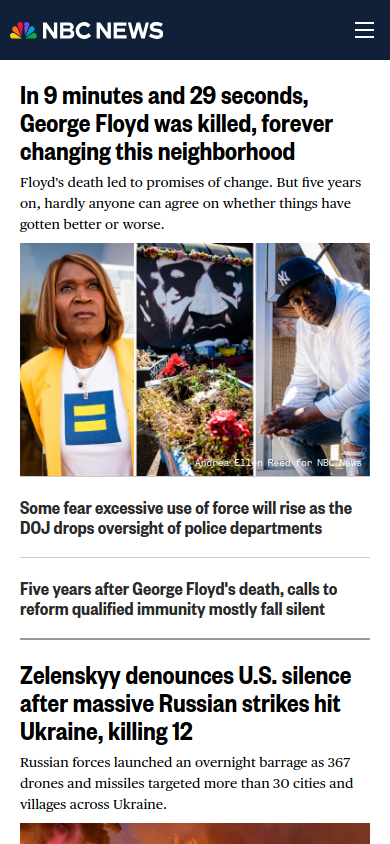 NBC NEWS
In 9 minutes and 29 seconds,
George Floyd was killed, forever
changing this neighborhood
Floyd's death led to promises of change. But five years
on, hardly anyone can agree on whether things have
gotten better or worse.
Andrea Ellen Reed for NBC News
Some fear excessive use of force will rise as the
DOJ drops oversight of police departments
Five years after George Floyd's death, calls to
reform qualified immunity mostly fall silent
Zelenskyy denounces U.S. silence
after massive Russian strikes hit
Ukraine, killing 12
Russian forces launched an overnight barrage as 367
drones and missiles targeted more than 30 cities and
villages across Ukraine.